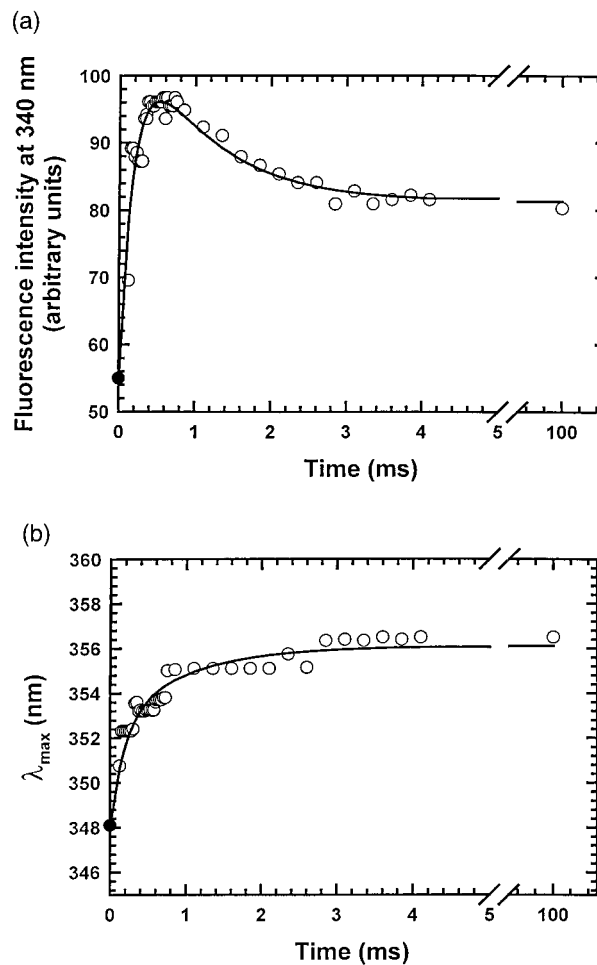 (a)
Fluorescence intensity at 340 nm
(arbitrary units)
100
90
80
70
60
50
0 1 2 3 4 5 100
Time (ms)
(b)
λmax (nm)
360
358
356
354
352
350
348
346
0 1 2 3 4 5 100
Time (ms)